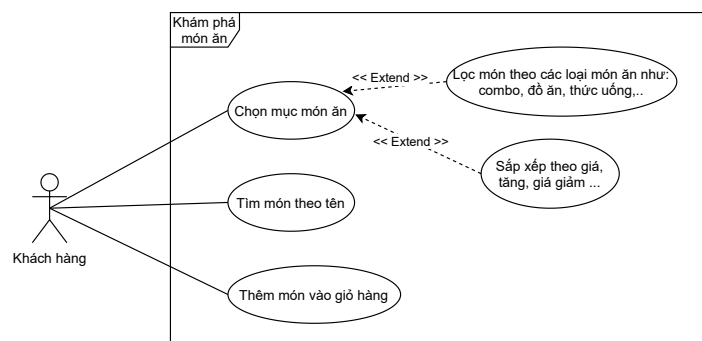 Khám phá
món ăn
<< Extend >>
Lọc món theo các loại món ăn như:
combo, đồ ăn, thức uống,..
Chọn mục món ăn
<< Extend >>
Sắp xếp theo giá,
tăng, giá giảm ...
Tìm món theo tên
Khách hàng
Thêm món vào giỏ hàng